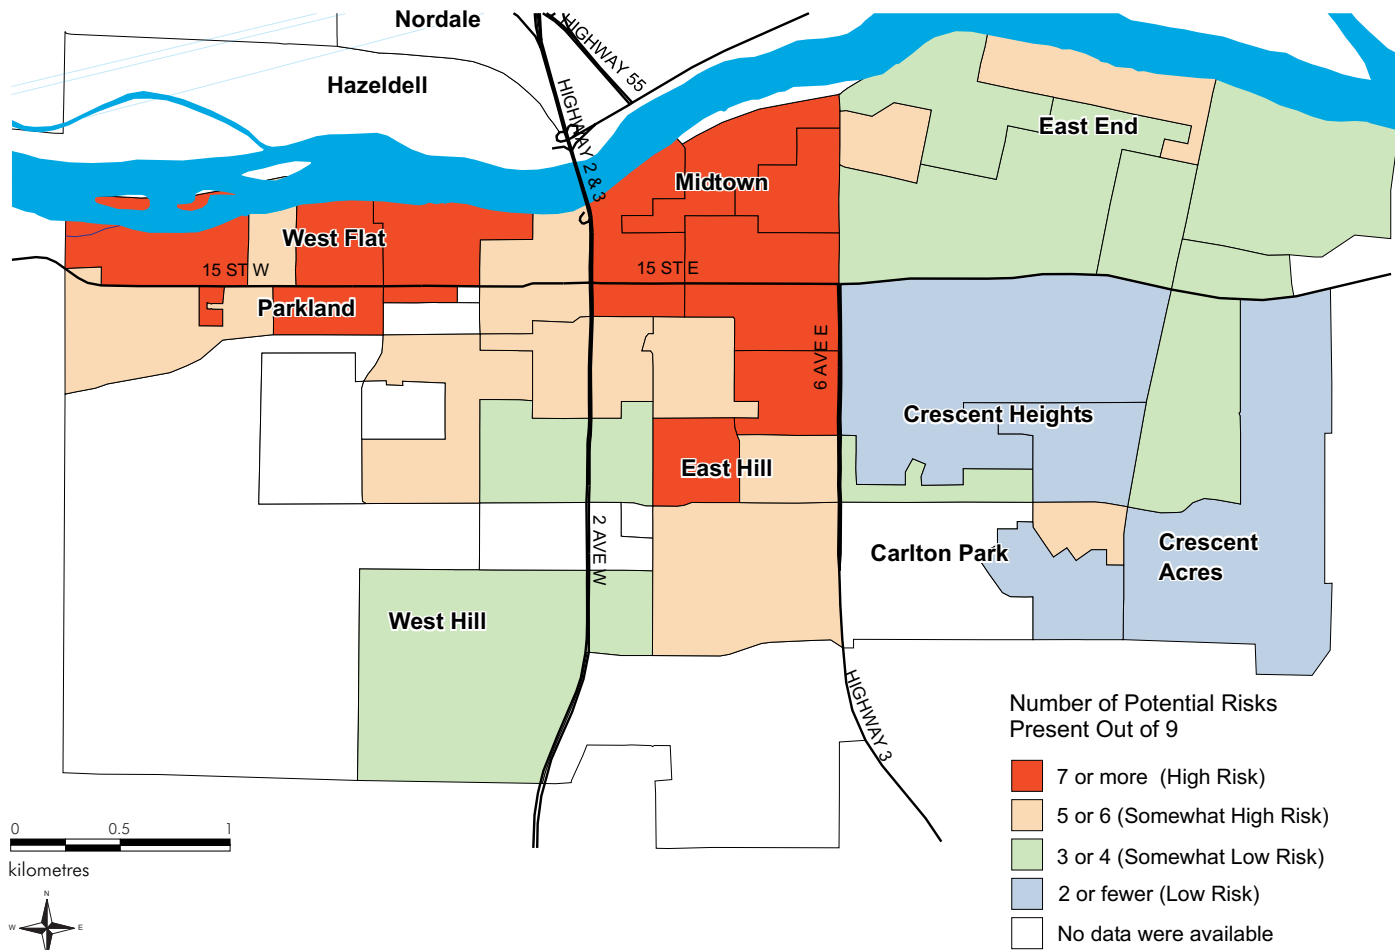 Nordale
HIGHWAY 55
Hazeldell
HIGHWAY 2 & 3
East End
Midtown
West Flat
15 ST W
15 ST E
Parkland
6 AVE E
Crescent Heights
East Hill
2 AVE W
Carlton Park
Crescent
Acres
West Hill
HIGHWAY 3
Number of Potential Risks
Present Out of 9
7 or more (High Risk)
5 or 6 (Somewhat High Risk)
3 or 4 (Somewhat Low Risk)
2 or fewer (Low Risk)
No data were available
0 0.5 1
kilometres
N
W E